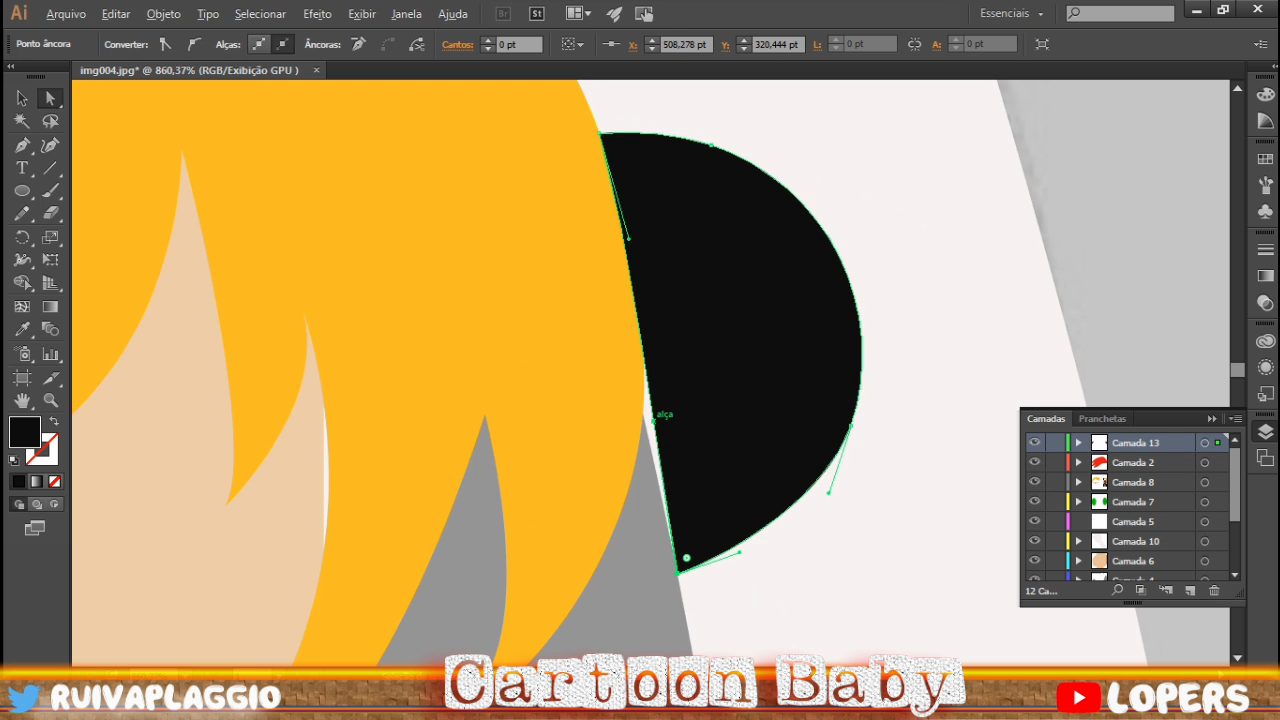 Ai Arquivo Editar Objeto Tipo Selecionar Efeito Exibir Janela Ajuda Br St Essenciais
Ponto âncora Converter: Alças: Âncoras: Cantos: 0 pt X: 508,278 pt Y: 320,444 pt L: 0 pt A: 0 pt
img004.jpg* @ 860,37% (RGB/Exibição GPU ) ×
alça
Camadas Pranchetas
Camada 13
Camada 2
Camada 8
Camada 7
Camada 5
Camada 10
Camada 6
12 Ca...
Cartoon Baby
RUIVAPLAGGIO
LOPERS